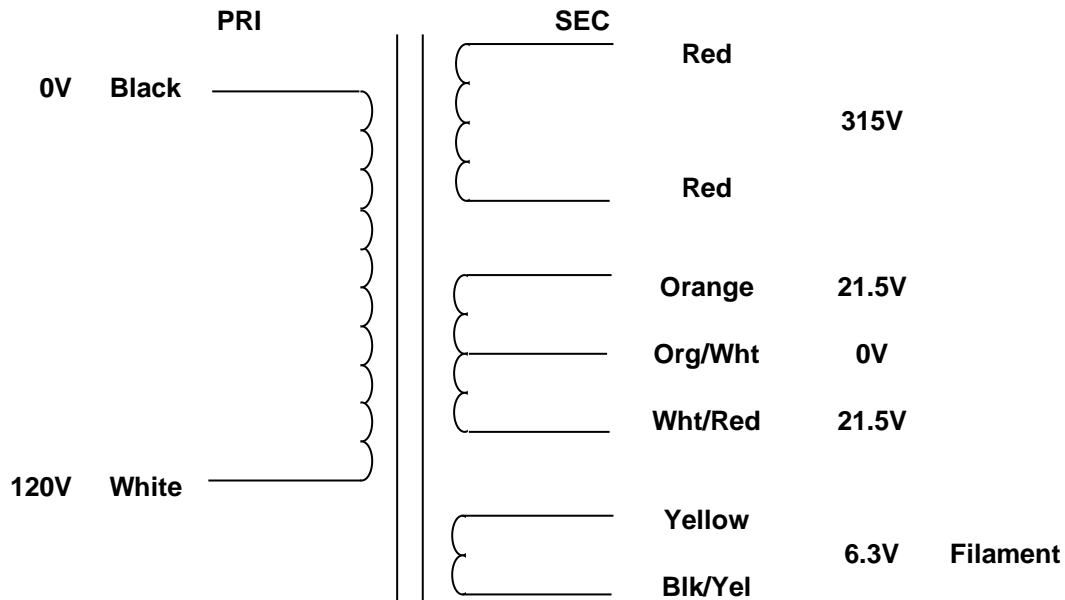 PRI SEC
Red
0V Black
315V
Red
Orange 21.5V
Org/Wht 0V
Wht/Red 21.5V
120V White
Yellow
6.3V Filament
Blk/Yel